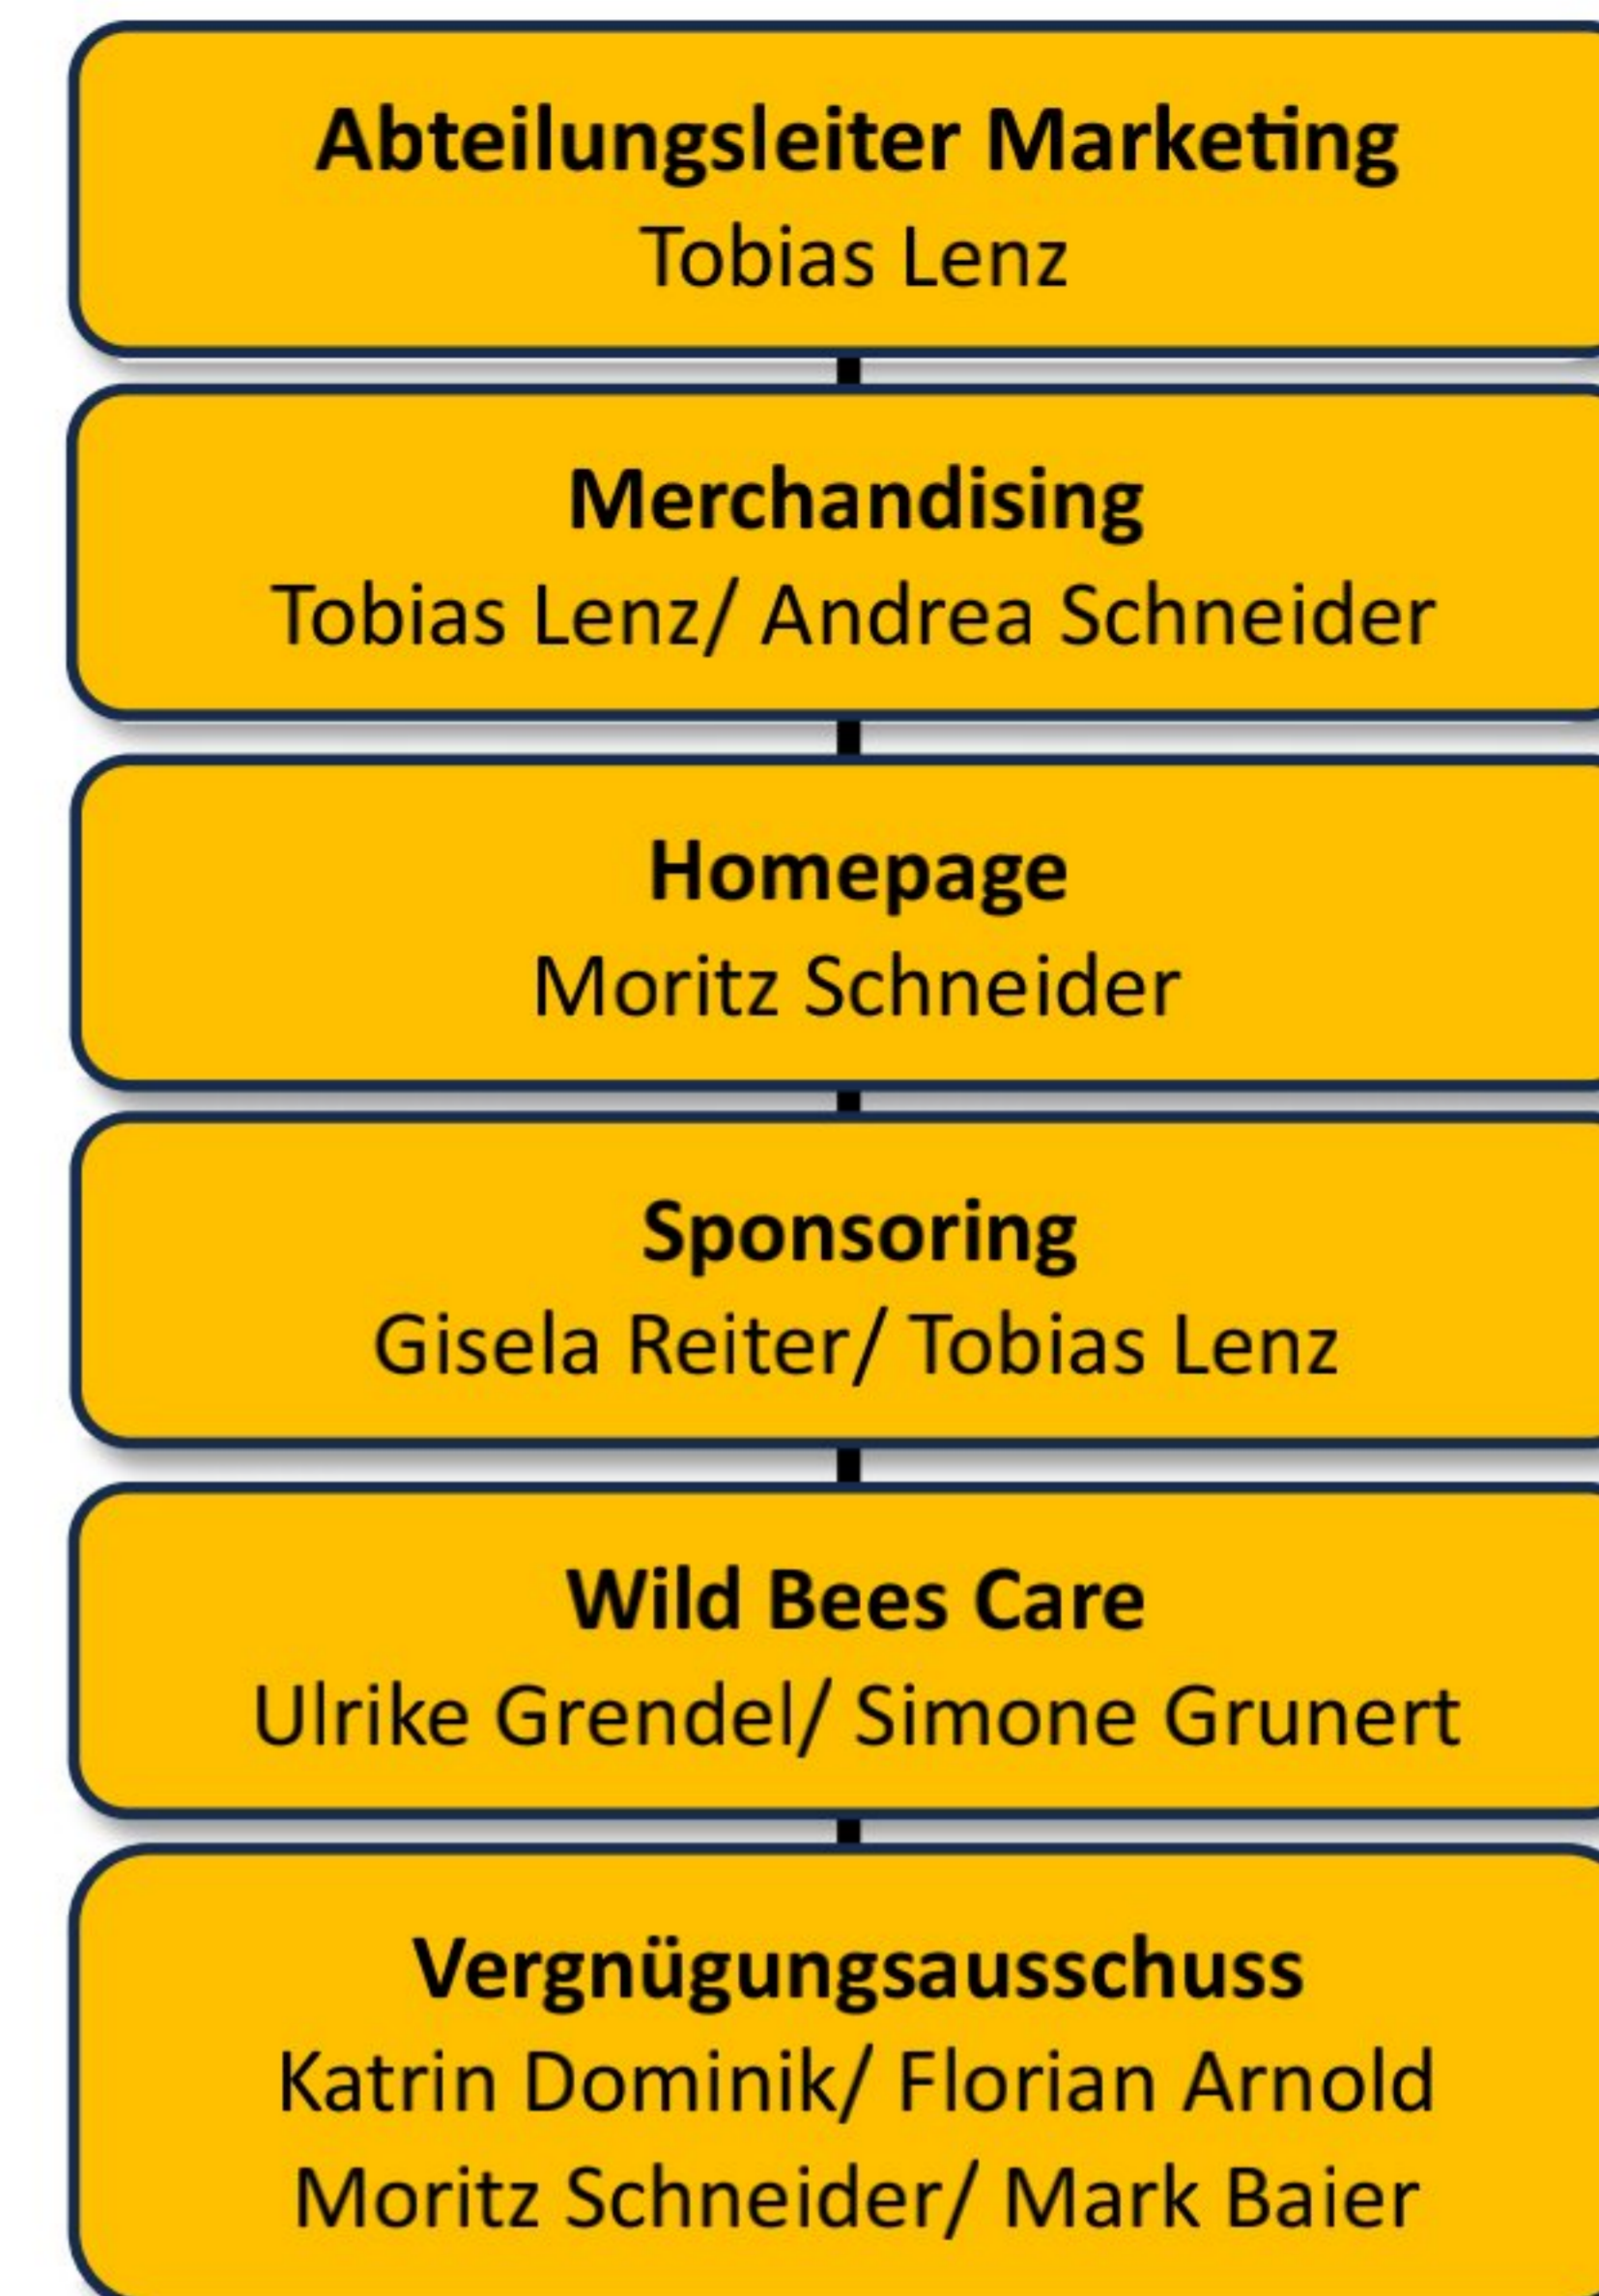 Abteilungsleiter Marketing
Tobias Lenz
Merchandising
Tobias Lenz/ Andrea Schneider
Homepage
Moritz Schneider
Sponsoring
Gisela Reiter/ Tobias Lenz
Wild Bees Care
Ulrike Grendel/ Simone Grunert
Vergnügungsausschuss
Katrin Dominik/ Florian Arnold
Moritz Schneider/ Mark Baier